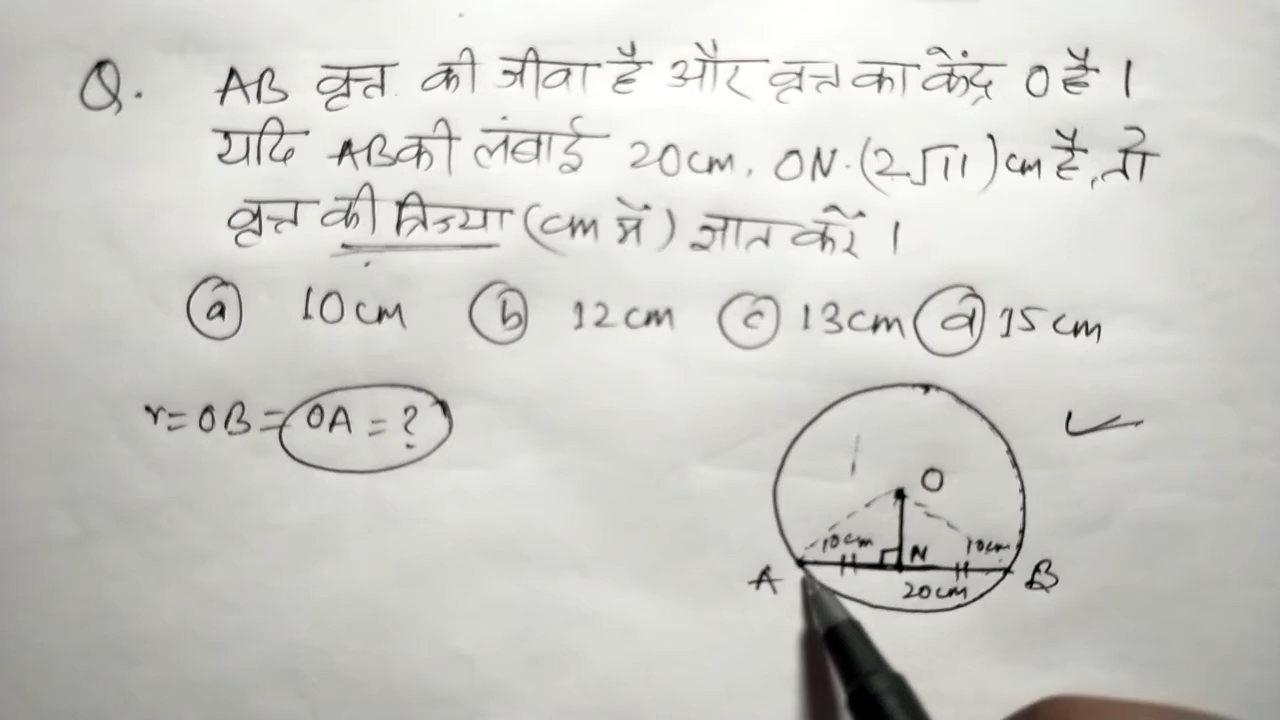 Q. AB वृत्त की जीवा है और वृत्त का केंद्र O है ।
यदि AB की लंबाई 20cm, ON.(2√11)cm है, तो
वृत्त की त्रिज्या (cm में) ज्ञात करें ।
(a) 10cm (b) 12cm (c) 13cm (d) 15cm
r=OB=OA=?
O
10cm N 10cm
A 20cm B